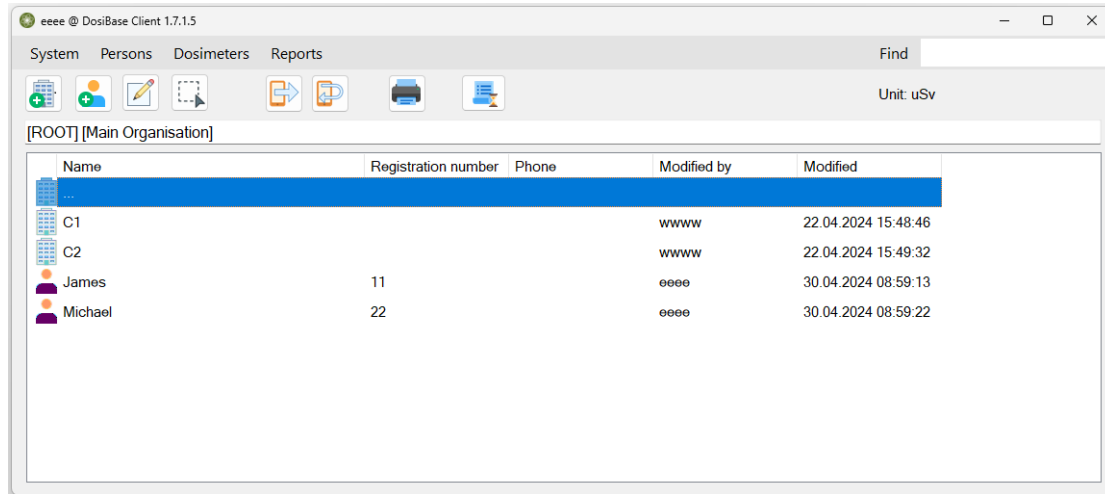 eeee @ DosiBase Client 1.7.1.5
System Persons Dosimeters Reports Find
Unit: uSv
[ROOT] [Main Organisation]
Name Registration number Phone Modified by Modified
...
C1 wwww 22.04.2024 15:48:46
C2 wwww 22.04.2024 15:49:32
James 11 eeee 30.04.2024 08:59:13
Michael 22 eeee 30.04.2024 08:59:22